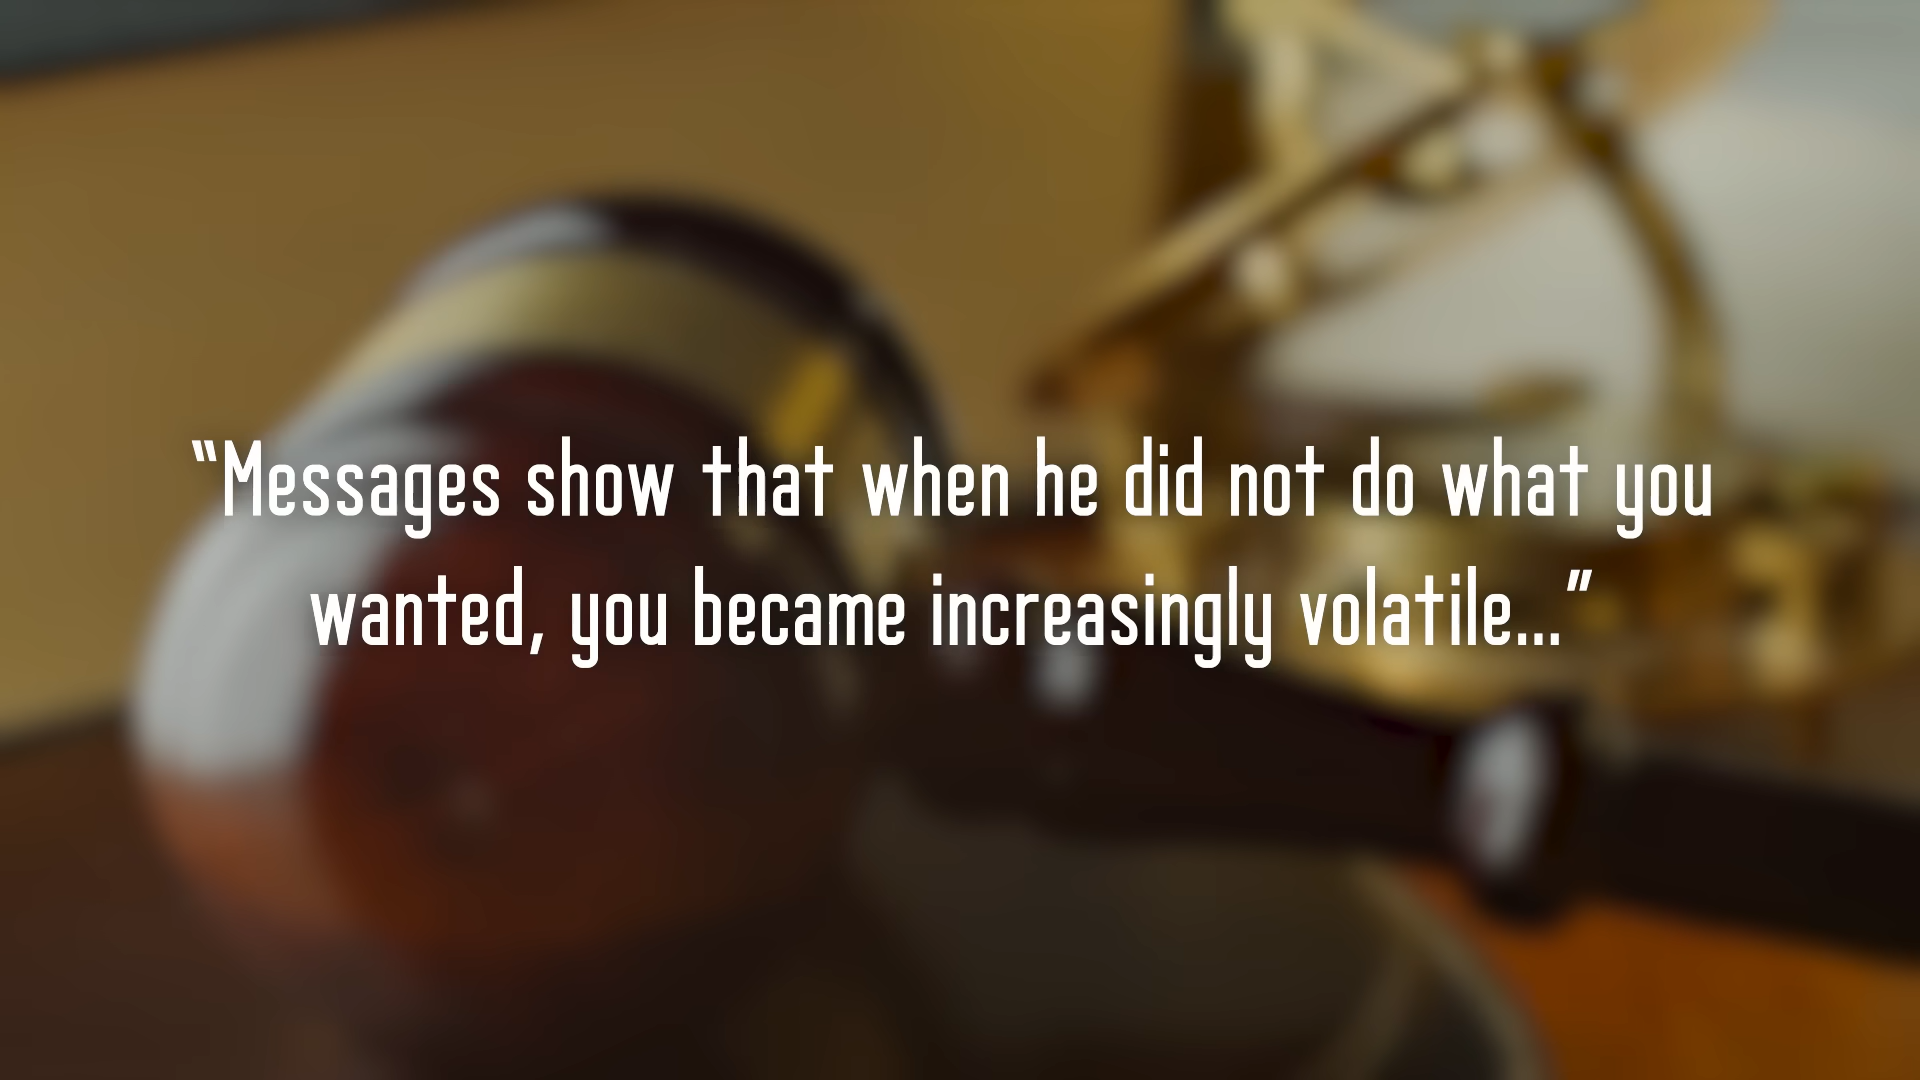 “Messages show that when he did not do what you
wanted, you became increasingly volatile...”